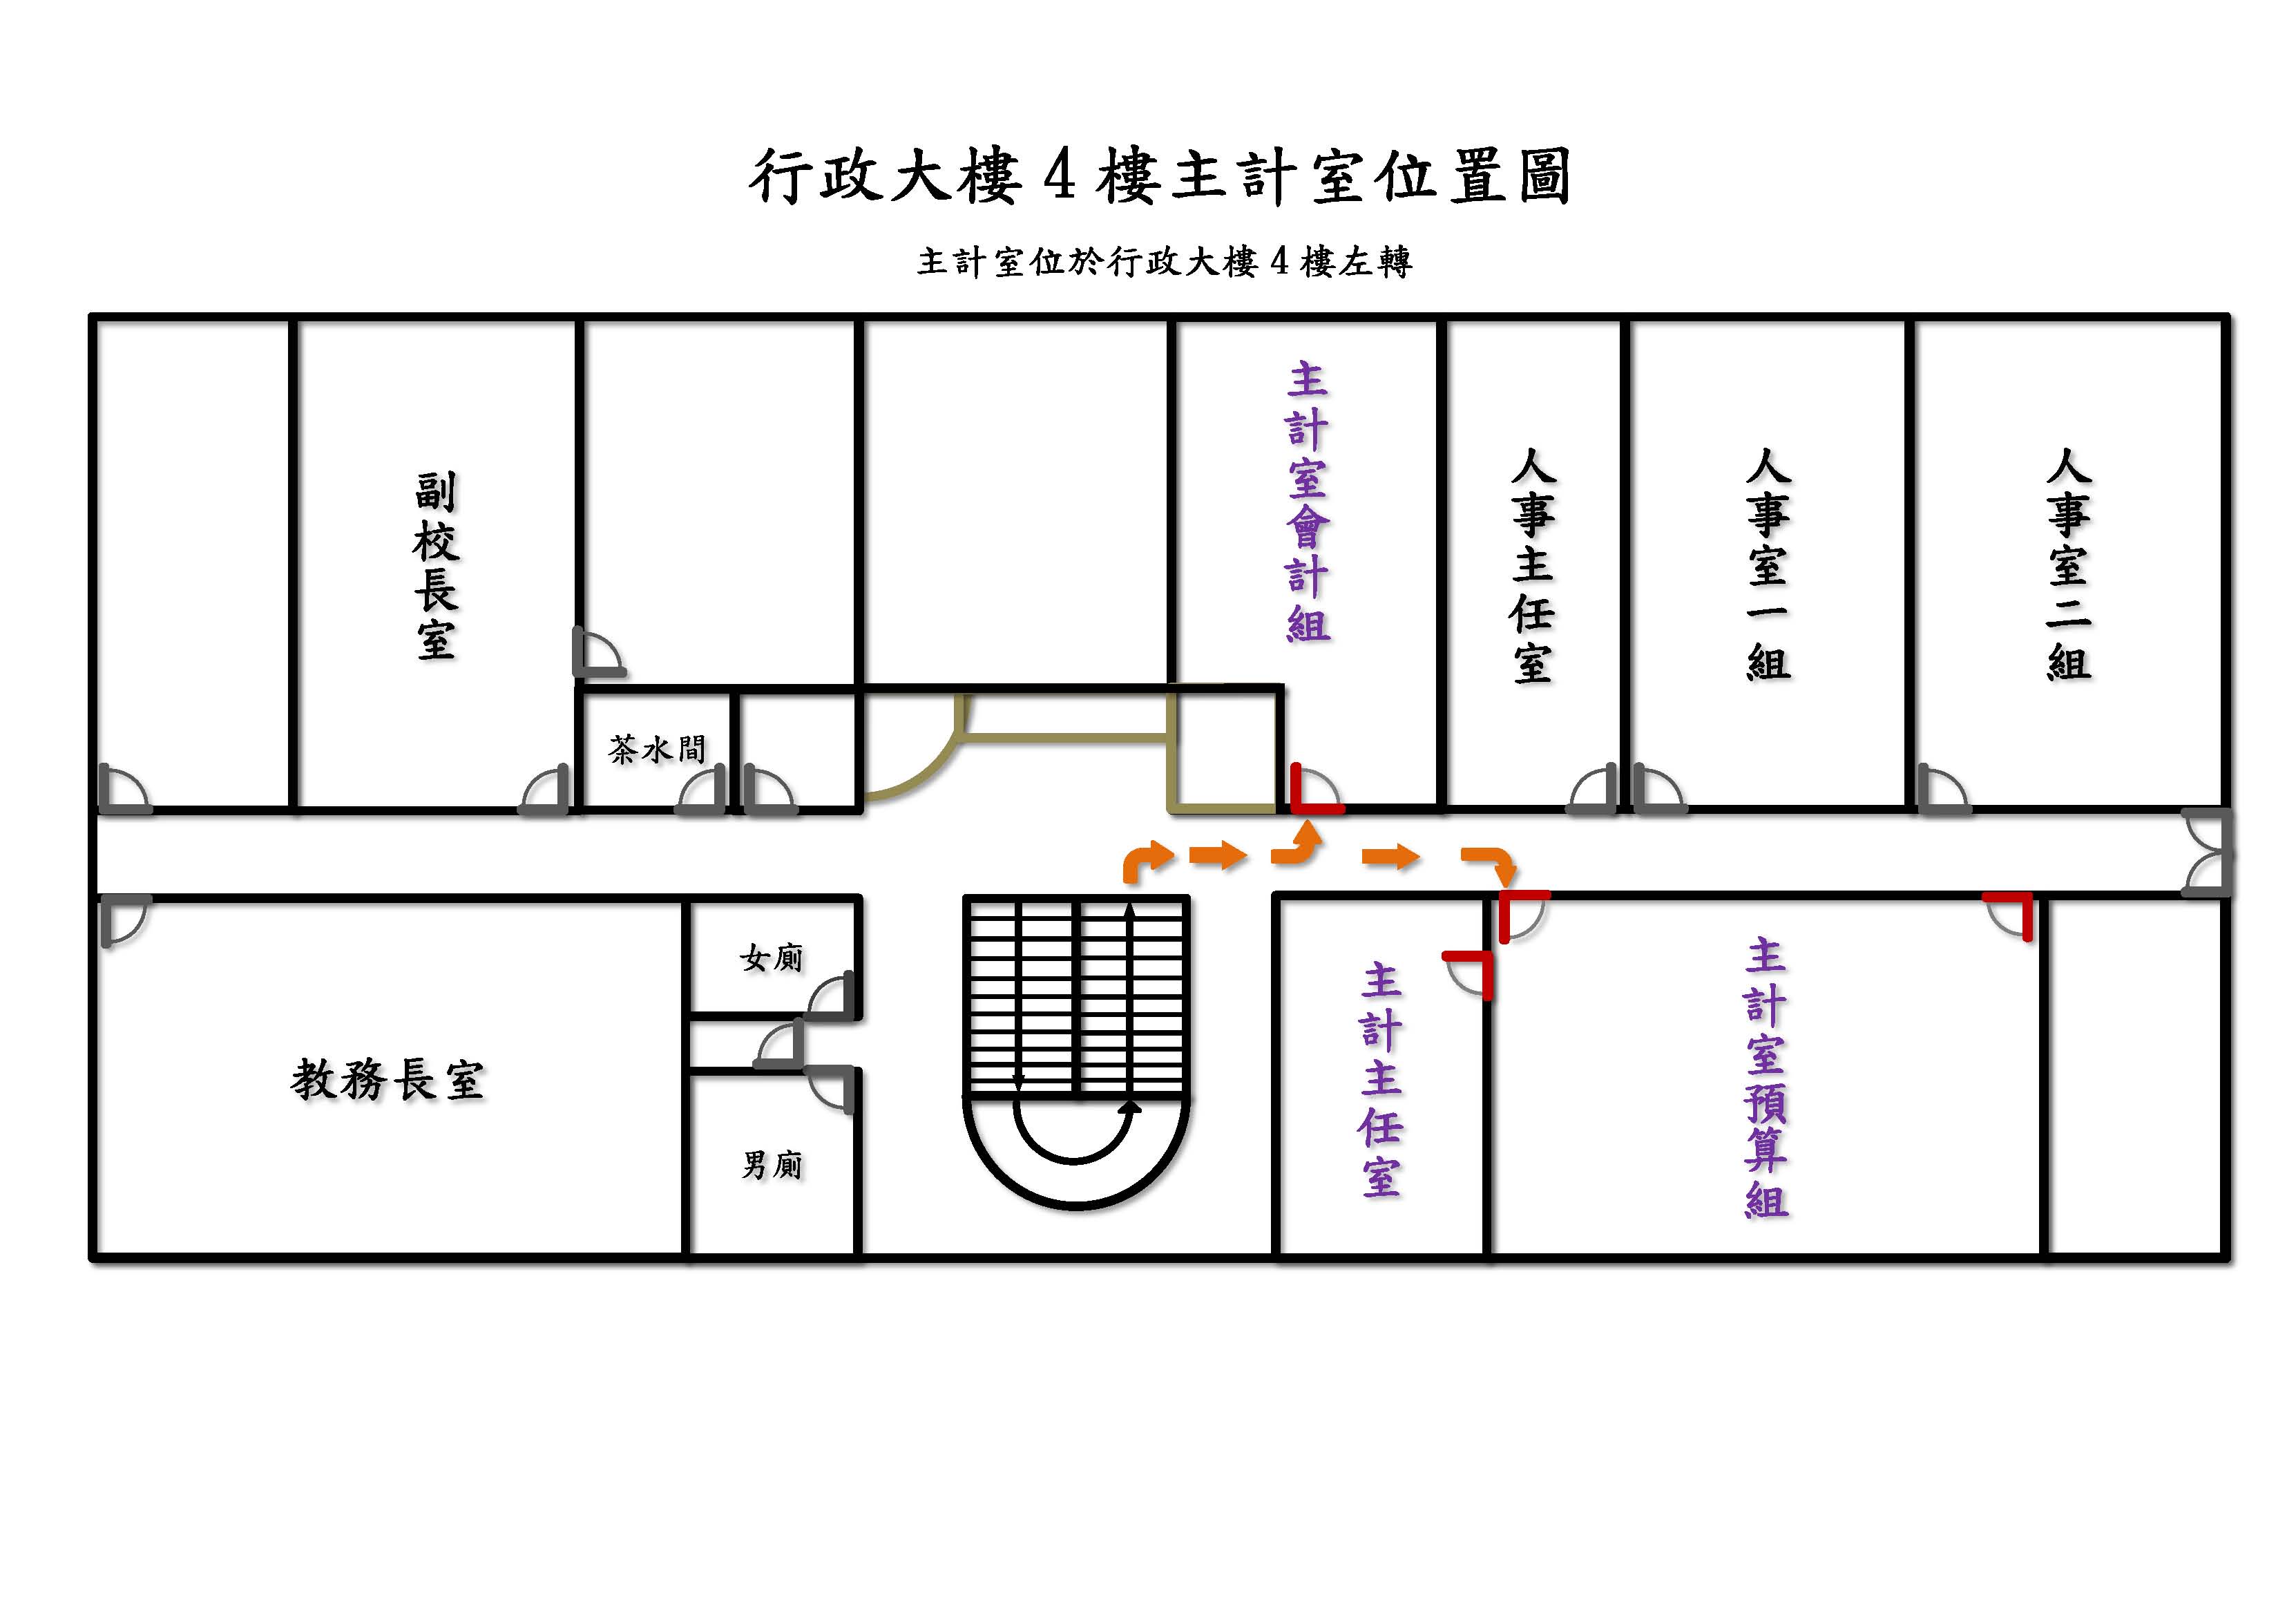 行政大樓4樓主計室位置圖
主計室位於行政大樓4樓左轉
副校長室
茶水間
主計室會計組
人事主任室
人事室一組
人事室二組
教務長室
女廁
男廁
主計主任室
主計室預算組